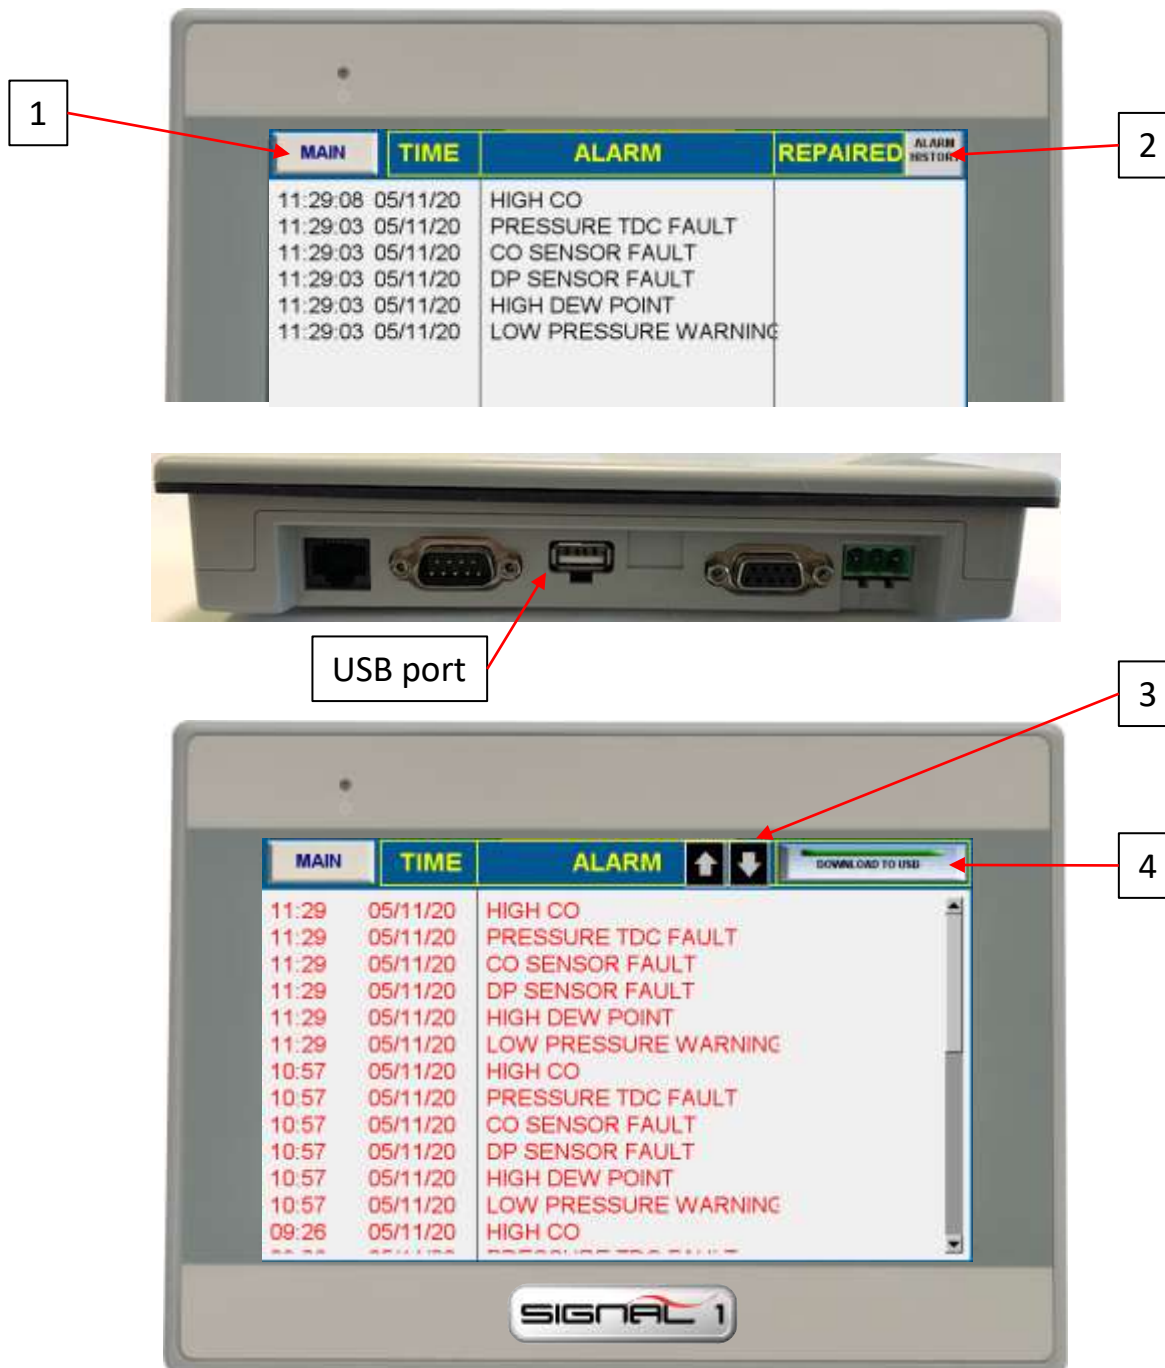 1
2
MAIN TIME ALARM REPAIRED ALARM HISTORY
11:29:08 05/11/20 HIGH CO
11:29:03 05/11/20 PRESSURE TDC FAULT
11:29:03 05/11/20 CO SENSOR FAULT
11:29:03 05/11/20 DP SENSOR FAULT
11:29:03 05/11/20 HIGH DEW POINT
11:29:03 05/11/20 LOW PRESSURE WARNING
USB port
3
MAIN TIME ALARM DOWNLOAD TO USB
4
11:29 05/11/20 HIGH CO
11:29 05/11/20 PRESSURE TDC FAULT
11:29 05/11/20 CO SENSOR FAULT
11:29 05/11/20 DP SENSOR FAULT
11:29 05/11/20 HIGH DEW POINT
11:29 05/11/20 LOW PRESSURE WARNING
10:57 05/11/20 HIGH CO
10:57 05/11/20 PRESSURE TDC FAULT
10:57 05/11/20 CO SENSOR FAULT
10:57 05/11/20 DP SENSOR FAULT
10:57 05/11/20 HIGH DEW POINT
10:57 05/11/20 LOW PRESSURE WARNING
09:26 05/11/20 HIGH CO
SIGNAL 1